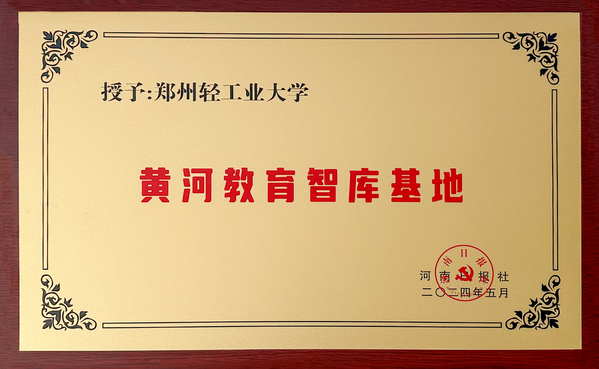 授予:郑州轻工业大学
黄河教育智库基地
河南日报社
二〇二四年五月